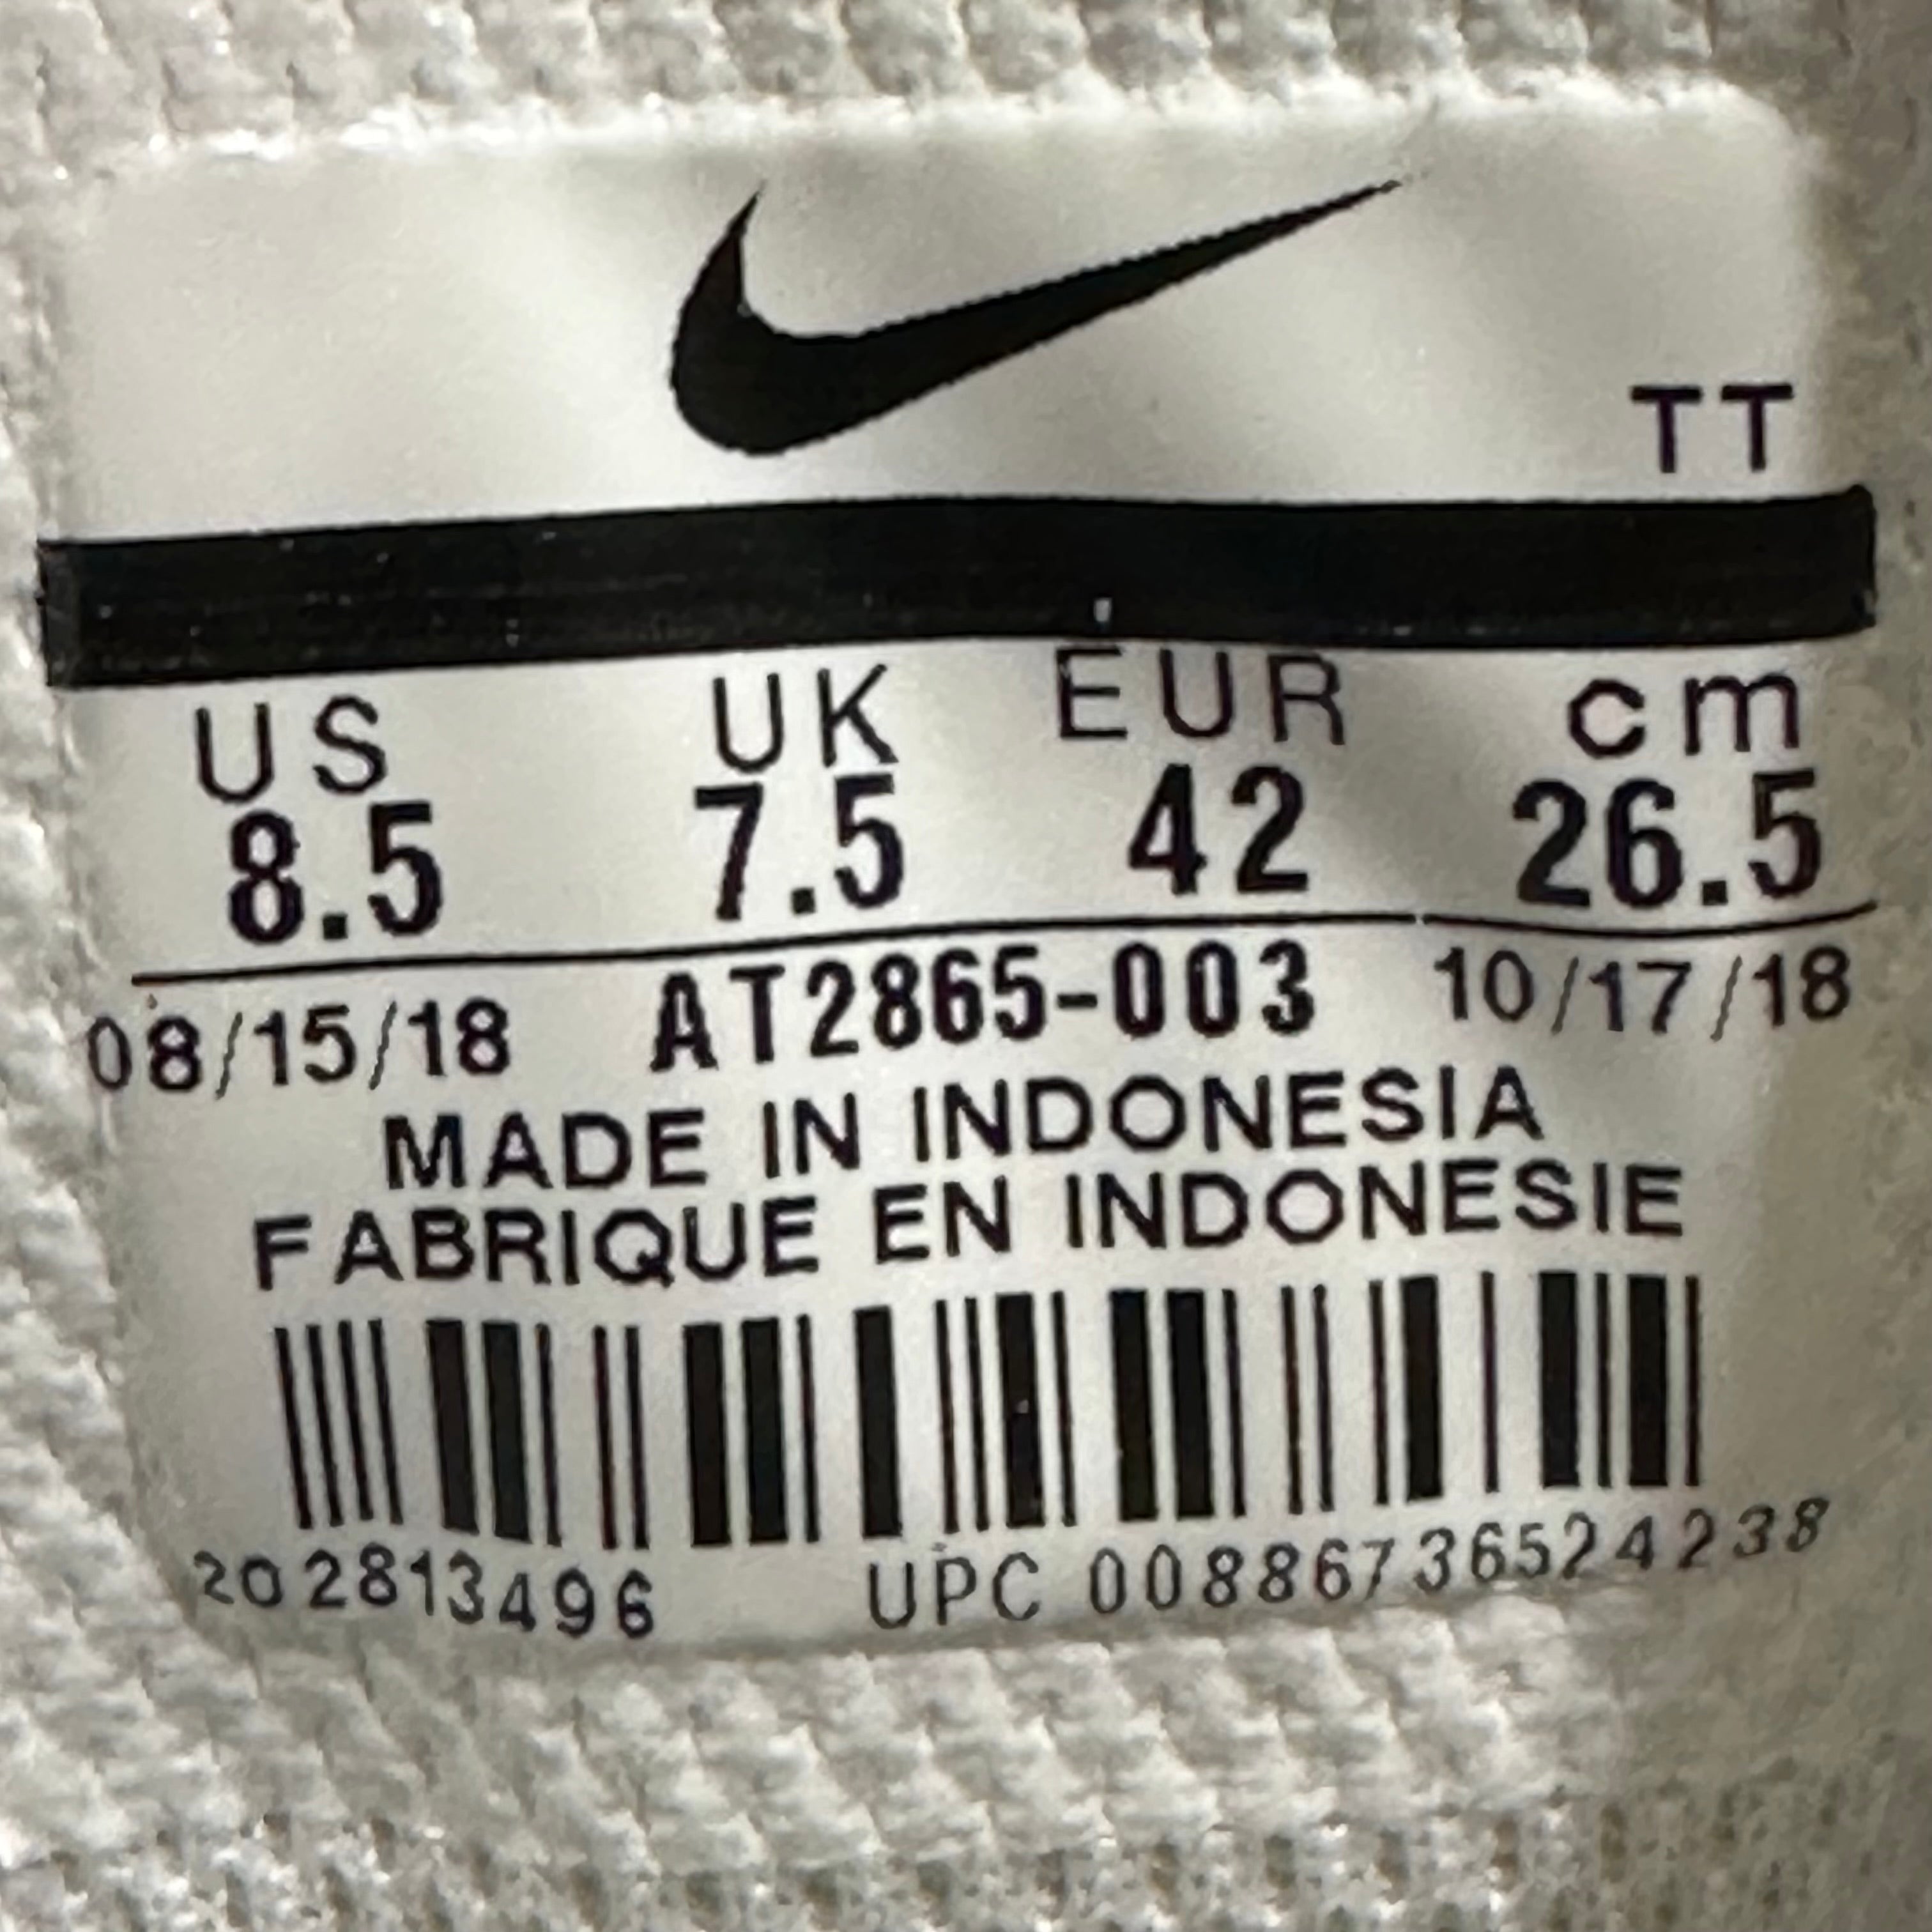 TT
US UK EUR cm
8.5 7.5 42 26.5
08/15/18 AT2865-003 10/17/18
MADE IN INDONESIA
FABRIQUE EN INDONESIE
202813496 UPC 00886736524238